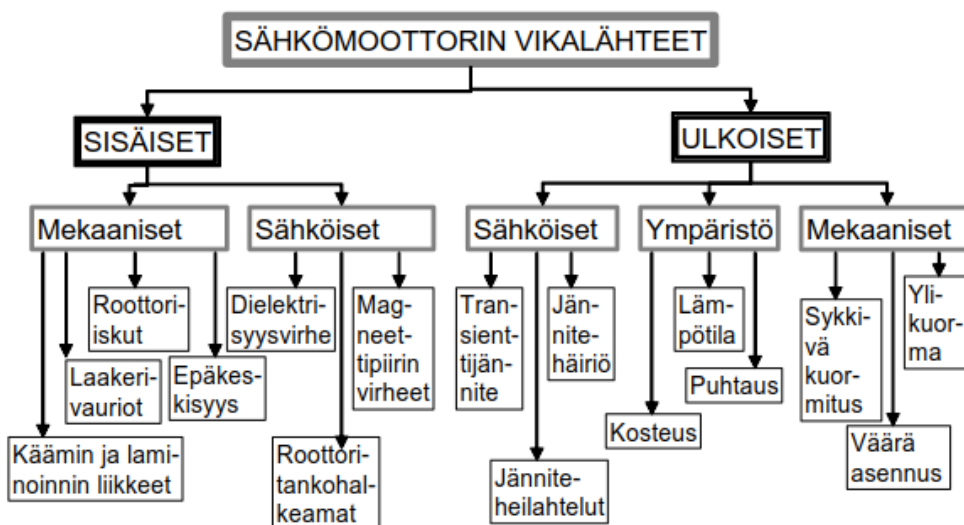 SÄHKÖMOOTTORIN VIKALÄHTEET
SISÄISET
ULKOISET
Mekaaniset
Sähköiset
Sähköiset
Ympäristö
Mekaaniset
Roottori-
iskut
Laakeri-
vauriot
Epäkes-
kisyys
Käämin ja lami-
noinnin liikkeet
Dielektri-
syysvirhe
Mag-
neet-
tipiirin
virheet
Roottori-
tankohal-
keamat
Tran-
sient-
tijän-
nite
Jän-
nite-
häiriö
Jännite-
heilahtelut
Läm-
pötila
Puhtaus
Kosteus
Sykki-
vä
kuor-
mitus
Yli-
kuor-
ma
Väärä
asennus